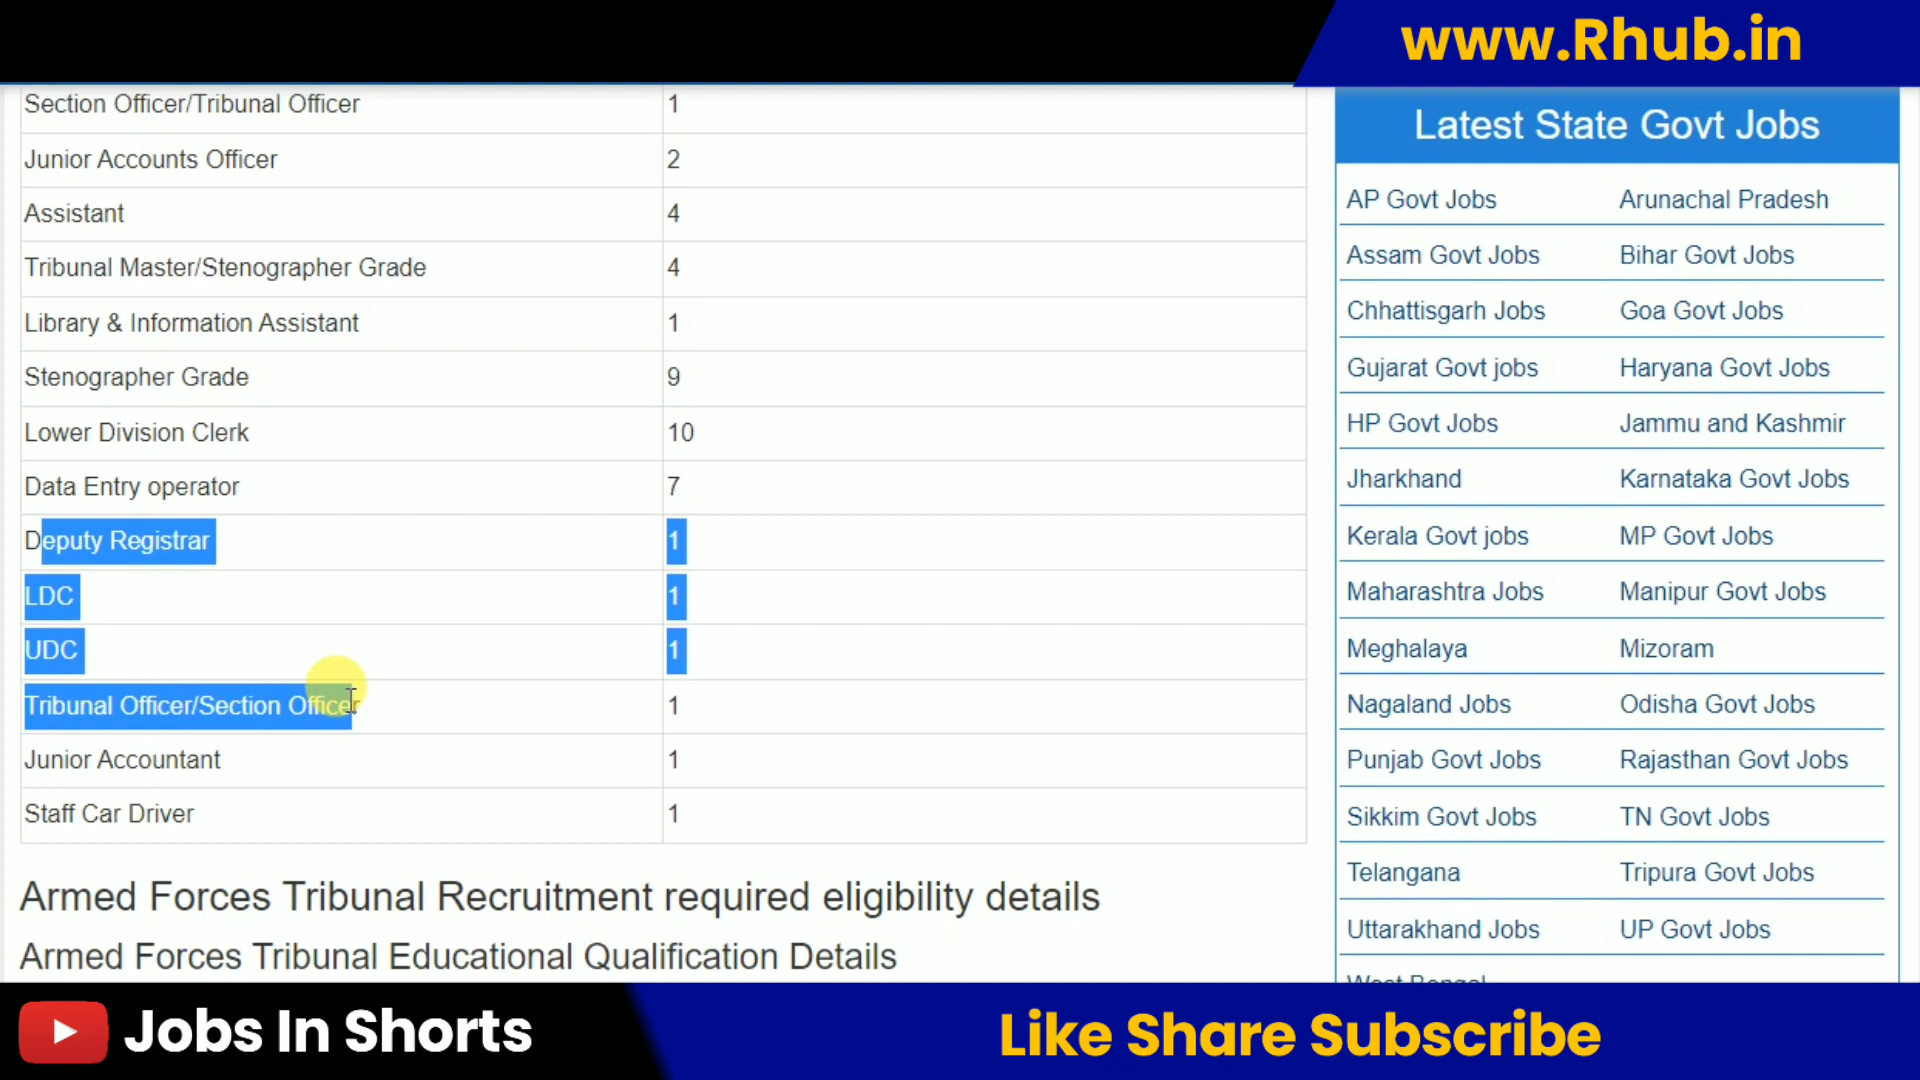 www.Rhub.in
Section Officer/Tribunal Officer 1
Junior Accounts Officer 2
Assistant 4
Tribunal Master/Stenographer Grade 4
Library & Information Assistant 1
Stenographer Grade 9
Lower Division Clerk 10
Data Entry operator 7
Deputy Registrar 1
LDC 1
UDC 1
Tribunal Officer/Section Officer 1
Junior Accountant 1
Staff Car Driver 1
Armed Forces Tribunal Recruitment required eligibility details
Armed Forces Tribunal Educational Qualification Details
Latest State Govt Jobs
AP Govt Jobs Arunachal Pradesh
Assam Govt Jobs Bihar Govt Jobs
Chhattisgarh Jobs Goa Govt Jobs
Gujarat Govt jobs Haryana Govt Jobs
HP Govt Jobs Jammu and Kashmir
Jharkhand Karnataka Govt Jobs
Kerala Govt jobs MP Govt Jobs
Maharashtra Jobs Manipur Govt Jobs
Meghalaya Mizoram
Nagaland Jobs Odisha Govt Jobs
Punjab Govt Jobs Rajasthan Govt Jobs
Sikkim Govt Jobs TN Govt Jobs
Telangana Tripura Govt Jobs
Uttarakhand Jobs UP Govt Jobs
West Bengal
Jobs In Shorts
Like Share Subscribe